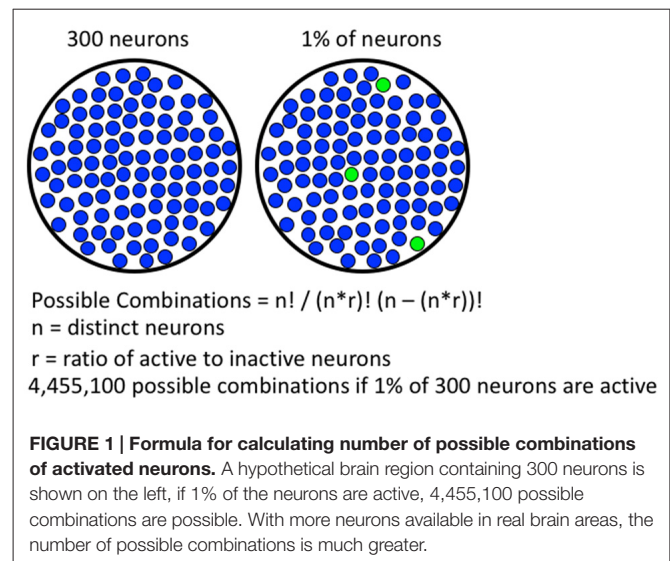 300 neurons 1% of neurons
Possible Combinations = n! / (n*r)! (n – (n*r))!
n = distinct neurons
r = ratio of active to inactive neurons
4,455,100 possible combinations if 1% of 300 neurons are active
FIGURE 1 | Formula for calculating number of possible combinations
of activated neurons. A hypothetical brain region containing 300 neurons is
shown on the left, if 1% of the neurons are active, 4,455,100 possible
combinations are possible. With more neurons available in real brain areas, the
number of possible combinations is much greater.